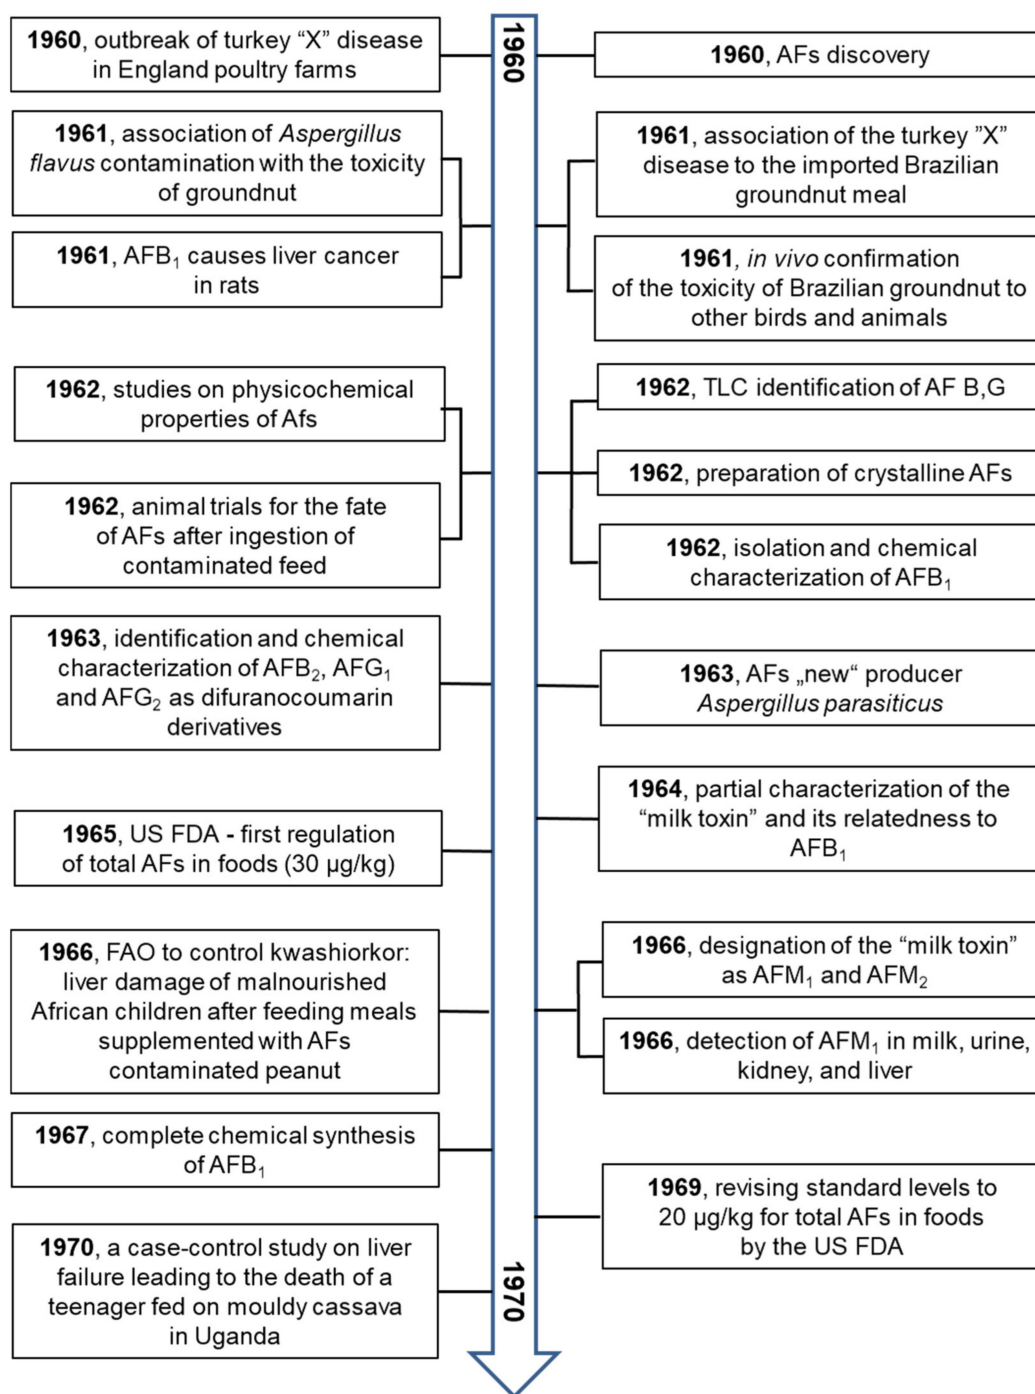 1960, outbreak of turkey “X” disease
in England poultry farms
1960
1960, AFs discovery
1961, association of Aspergillus
flavus contamination with the toxicity
of groundnut
1961, association of the turkey ”X”
disease to the imported Brazilian
groundnut meal
1961, AFB₁ causes liver cancer
in rats
1961, in vivo confirmation
of the toxicity of Brazilian groundnut to
other birds and animals
1962, studies on physicochemical
properties of Afs
1962, TLC identification of AF B,G
1962, preparation of crystalline AFs
1962, animal trials for the fate
of AFs after ingestion of
contaminated feed
1962, isolation and chemical
characterization of AFB₁
1963, identification and chemical
characterization of AFB₂, AFG₁
and AFG₂ as difuranocoumarin
derivatives
1963, AFs „new“ producer
Aspergillus parasiticus
1964, partial characterization of the
“milk toxin” and its relatedness to
AFB₁
1965, US FDA - first regulation
of total AFs in foods (30 µg/kg)
1966, FAO to control kwashiorkor:
liver damage of malnourished
African children after feeding meals
supplemented with AFs
contaminated peanut
1966, designation of the “milk toxin”
as AFM₁ and AFM₂
1966, detection of AFM₁ in milk, urine,
kidney, and liver
1967, complete chemical synthesis
of AFB₁
1969, revising standard levels to
20 µg/kg for total AFs in foods
by the US FDA
1970, a case-control study on liver
failure leading to the death of a
teenager fed on mouldy cassava
in Uganda
1970